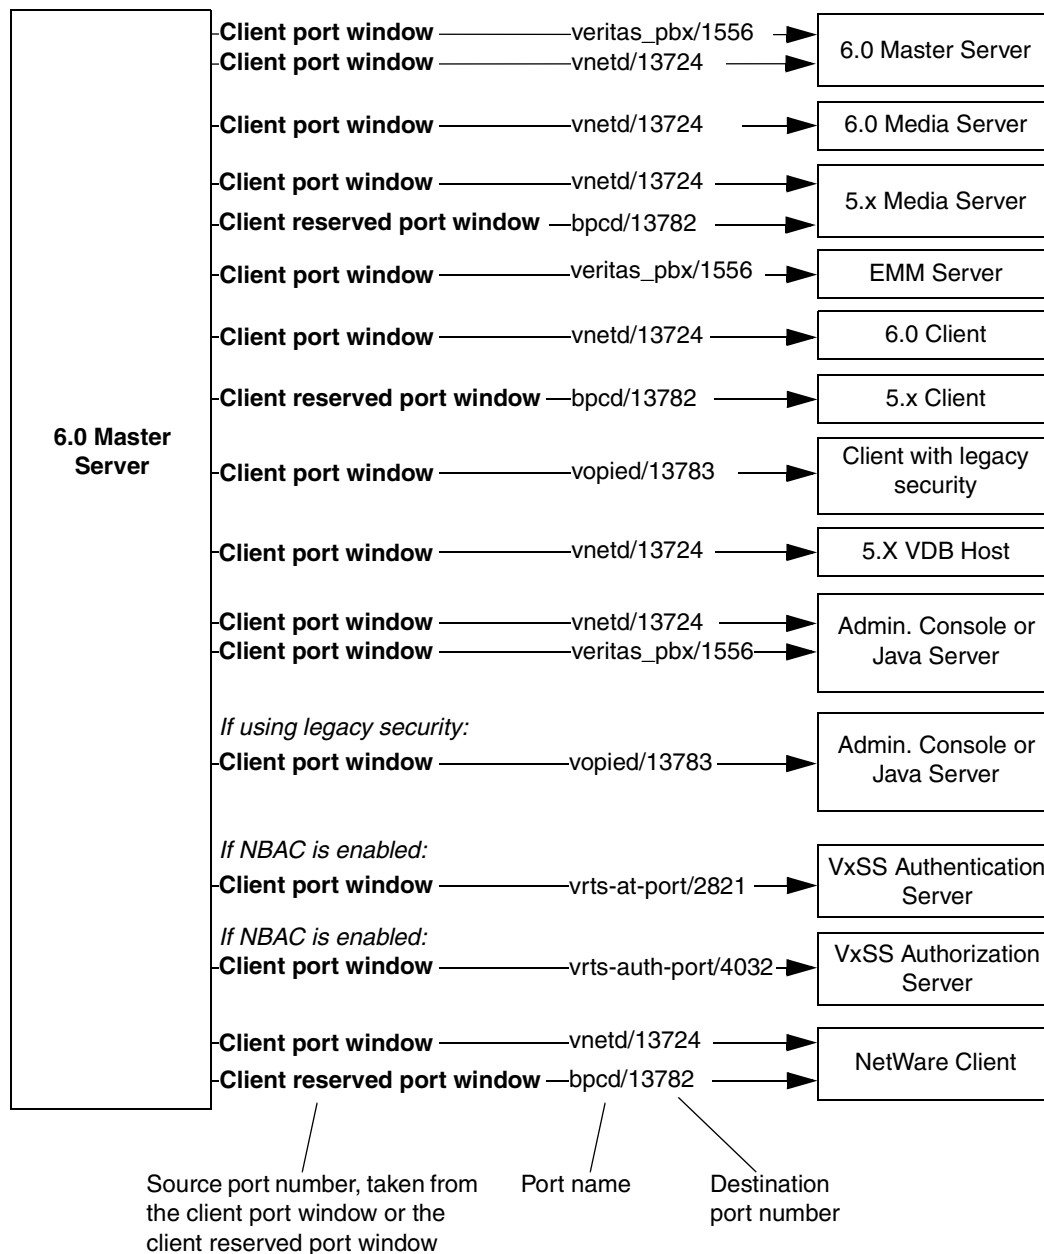 Client port window veritas_pbx/1556
Client port window vnetd/13724
6.0 Master Server
Client port window vnetd/13724 6.0 Media Server
Client port window vnetd/13724
Client reserved port window bpcd/13782
5.x Media Server
Client port window veritas_pbx/1556 EMM Server
Client port window vnetd/13724 6.0 Client
Client reserved port window bpcd/13782 5.x Client
6.0 Master
Server
Client port window vopied/13783
Client with legacy
security
Client port window vnetd/13724 5.X VDB Host
Client port window vnetd/13724
Client port window veritas_pbx/1556
Admin. Console or
Java Server
If using legacy security:
Client port window vopied/13783
Admin. Console or
Java Server
If NBAC is enabled:
Client port window vrts-at-port/2821
VxSS Authentication
Server
If NBAC is enabled:
Client port window vrts-auth-port/4032
VxSS Authorization
Server
Client port window vnetd/13724
Client reserved port window bpcd/13782
NetWare Client
Source port number, taken from
the client port window or the
client reserved port window
Port name
Destination
port number